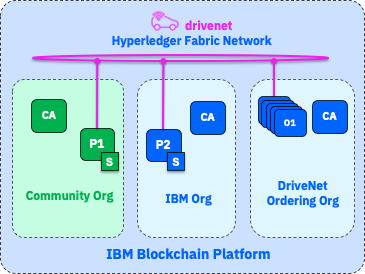 drivenet
Hyperledger Fabric Network
CA
P1
S
Community Org
CA
P2
S
IBM Org
O1
CA
DriveNet
Ordering Org
IBM Blockchain Platform